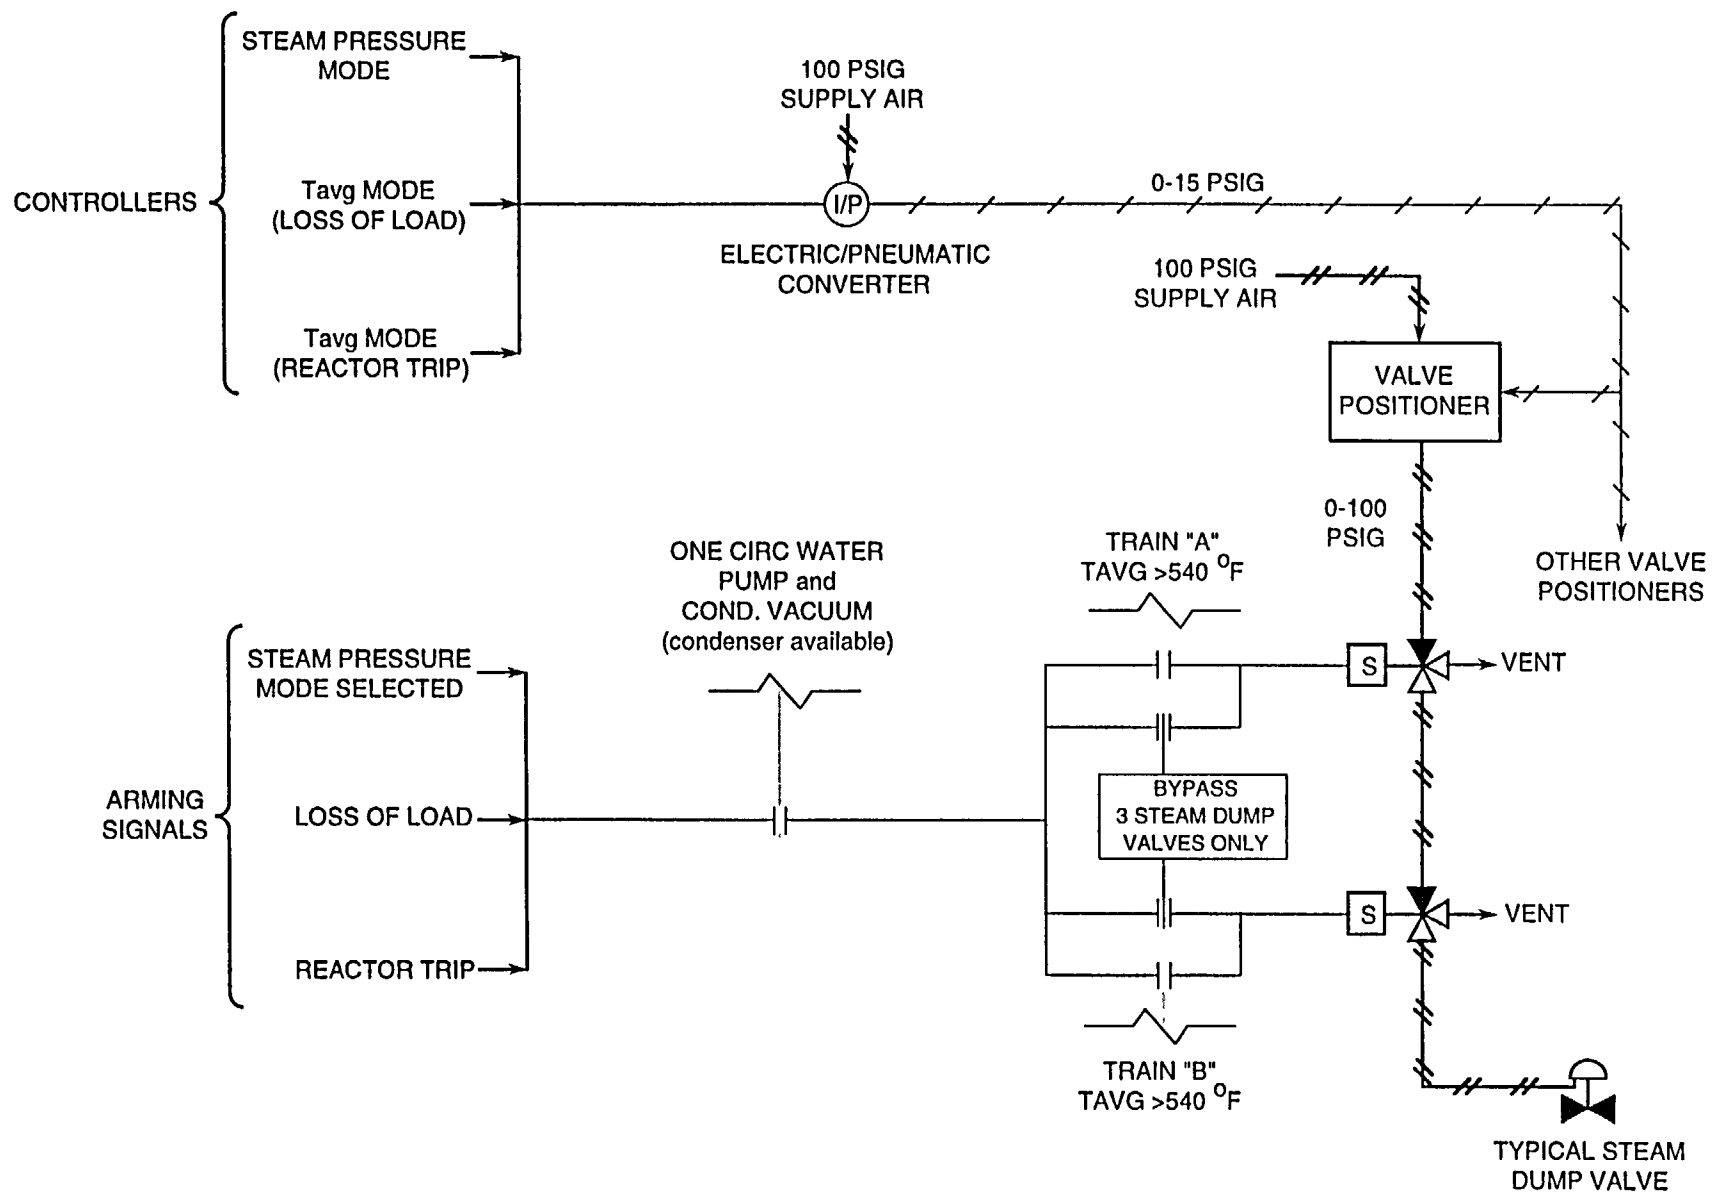 STEAM PRESSURE
MODE
CONTROLLERS
Tavg MODE
(LOSS OF LOAD)
Tavg MODE
(REACTOR TRIP)
100 PSIG
SUPPLY AIR
I/P
ELECTRIC/PNEUMATIC
CONVERTER
0-15 PSIG
100 PSIG
SUPPLY AIR
VALVE
POSITIONER
0-100
PSIG
OTHER VALVE
POSITIONERS
ONE CIRC WATER
PUMP and
COND. VACUUM
(condenser available)
TRAIN "A"
TAVG >540 °F
STEAM PRESSURE
MODE SELECTED
ARMING
SIGNALS
LOSS OF LOAD
REACTOR TRIP
BYPASS
3 STEAM DUMP
VALVES ONLY
S
VENT
S
VENT
TRAIN "B"
TAVG >540 °F
TYPICAL STEAM
DUMP VALVE